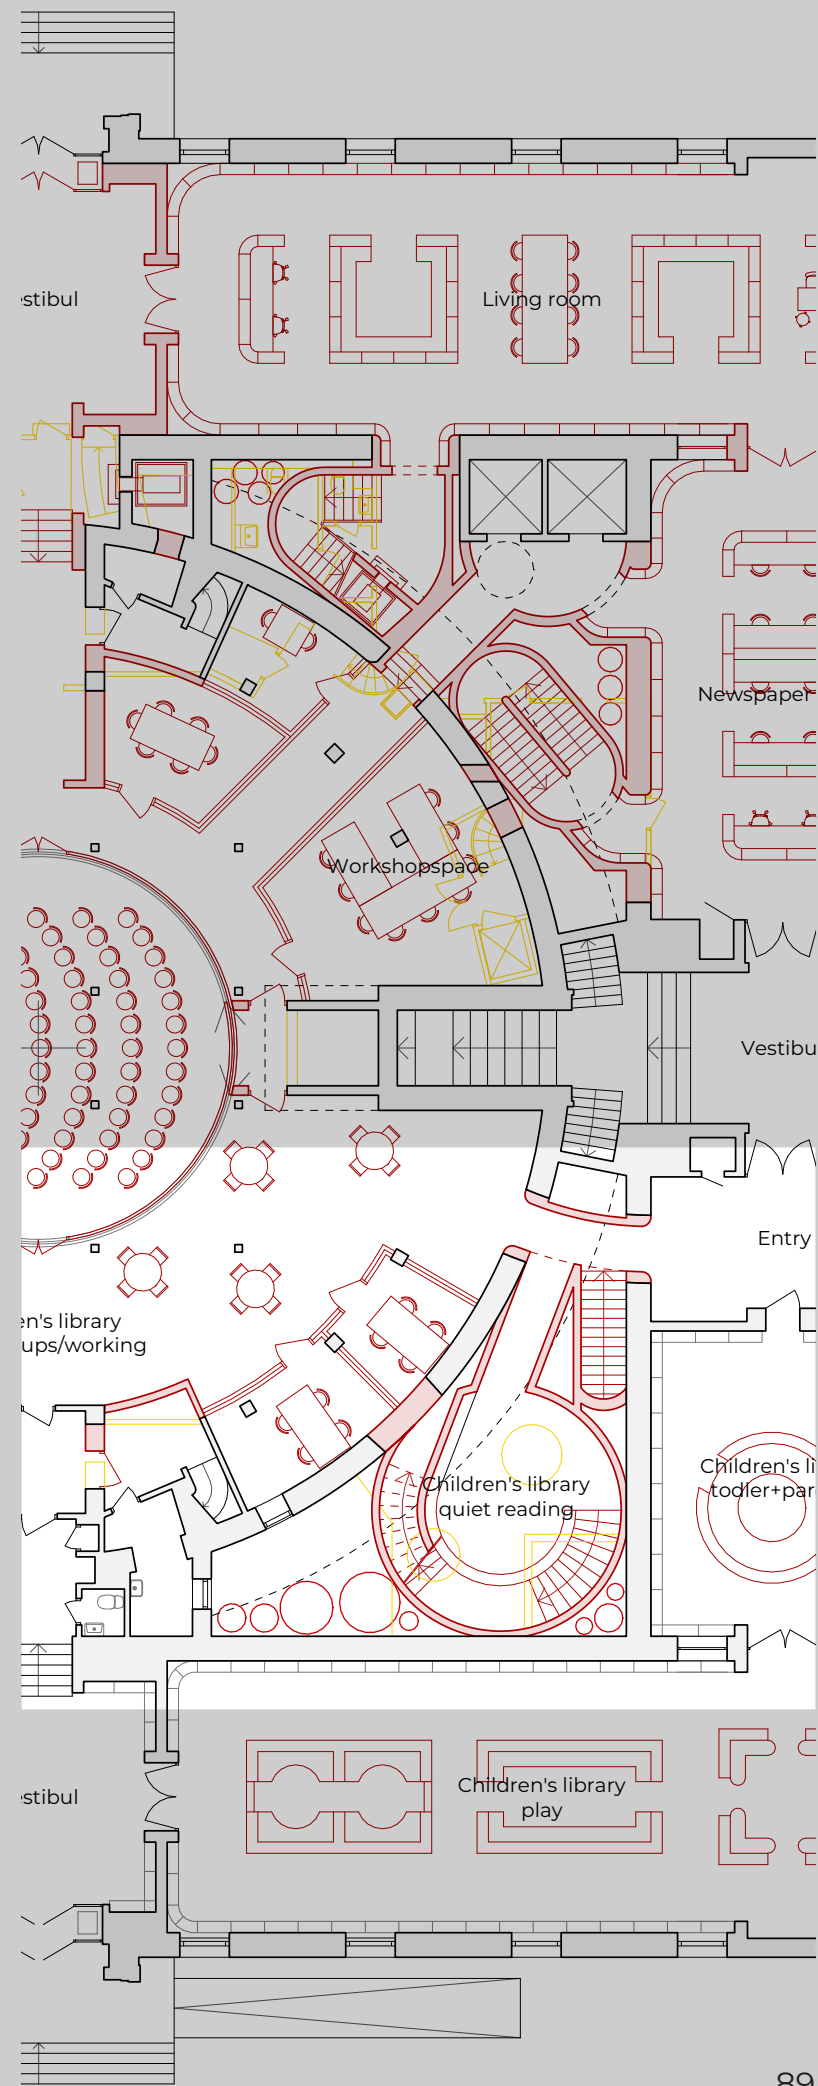 estibul
Living room
Newspaper
Workshopspace
Vestibu
Entry
en's library
ups/working
Children's li
todler+par
Children's library
quiet reading
estibul
Children's library
play
89